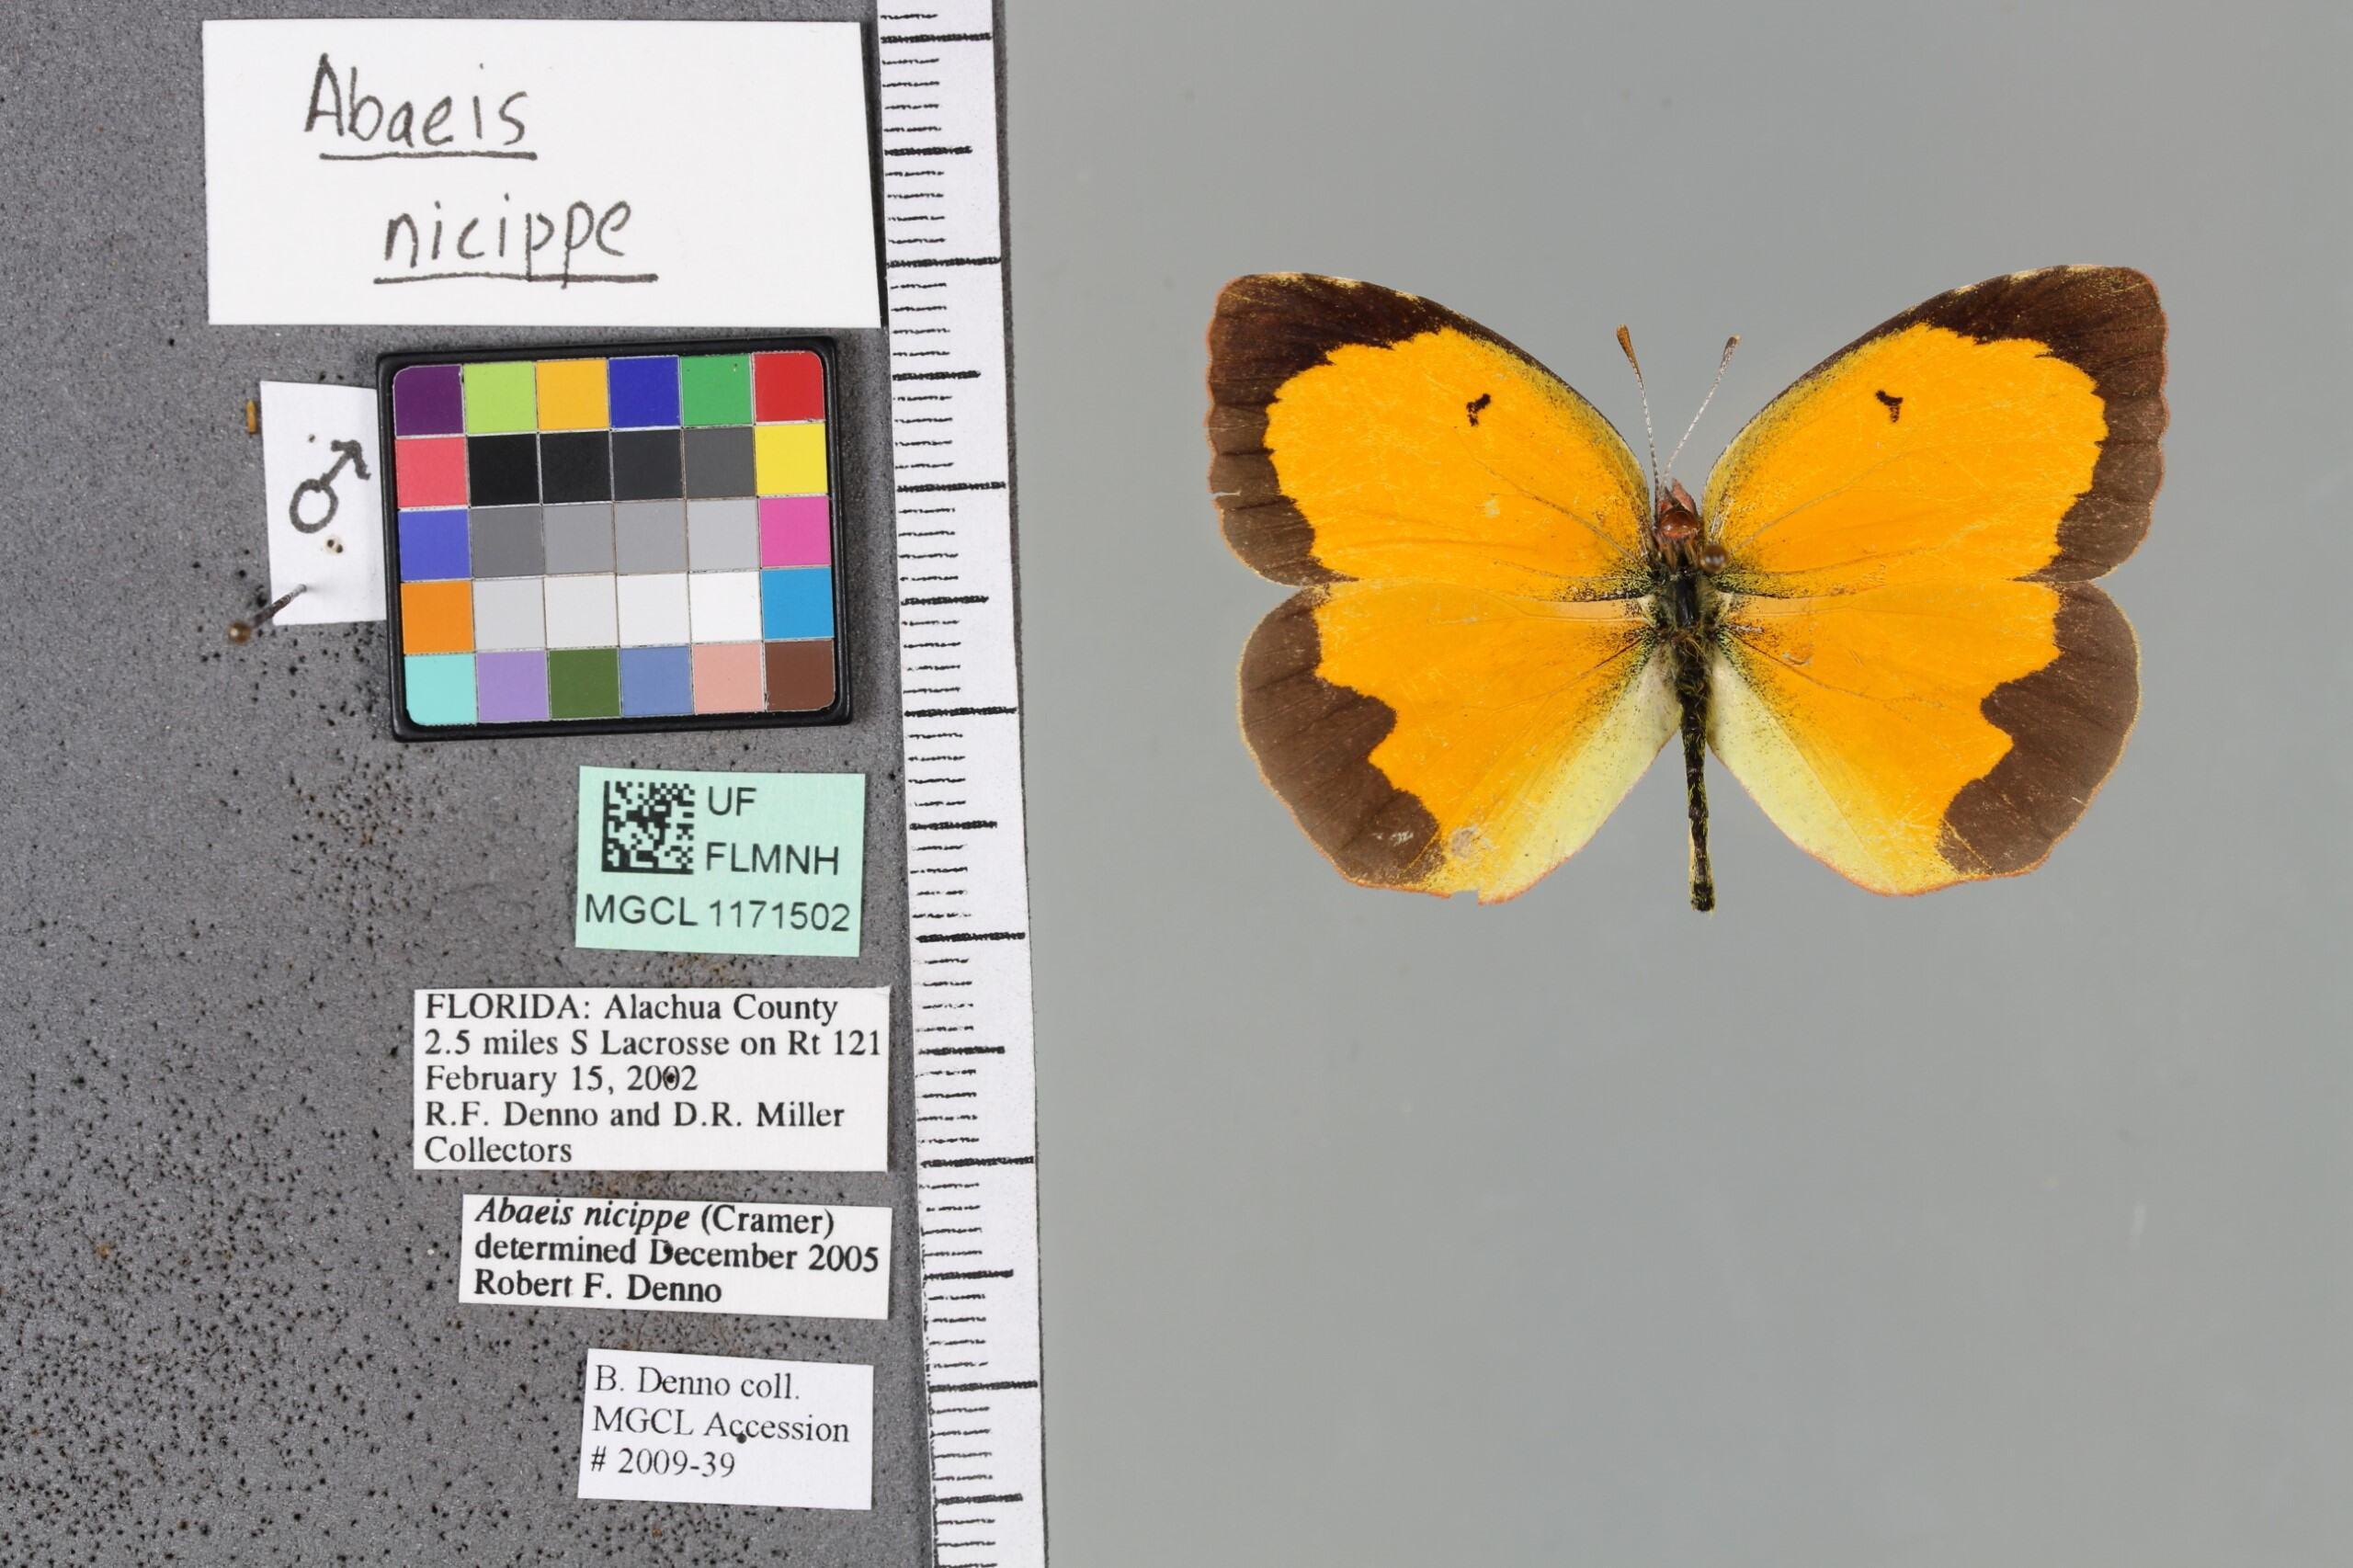 Abaeis
nicippe
♂
UF
FLMNH
MGCL 1171502
FLORIDA: Alachua County
2.5 miles S Lacrosse on Rt 121
February 15, 2002
R.F. Denno and D.R. Miller
Collectors
Abaeis nicippe (Cramer)
determined December 2005
Robert F. Denno
B. Denno coll.
MGCL Accession
# 2009-39